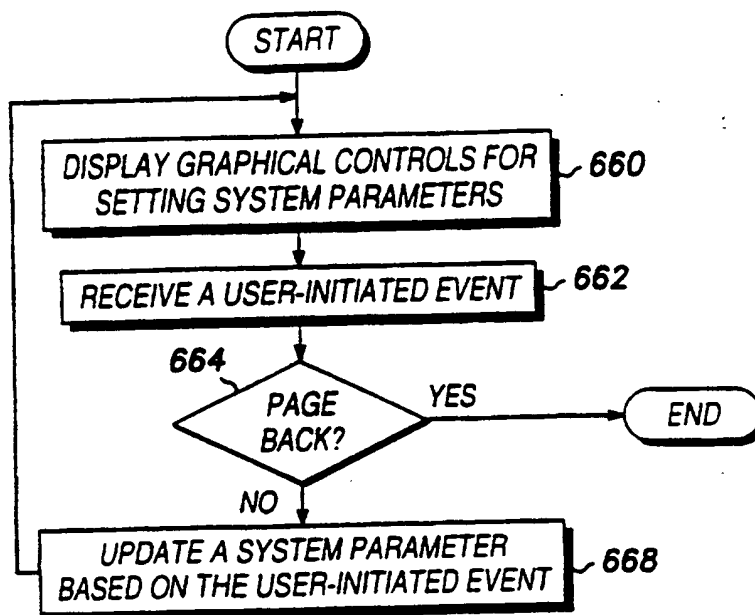 START
DISPLAY GRAPHICAL CONTROLS FOR
SETTING SYSTEM PARAMETERS
660
RECEIVE A USER-INITIATED EVENT
662
664
PAGE
BACK?
YES
END
NO
UPDATE A SYSTEM PARAMETER
BASED ON THE USER-INITIATED EVENT
668